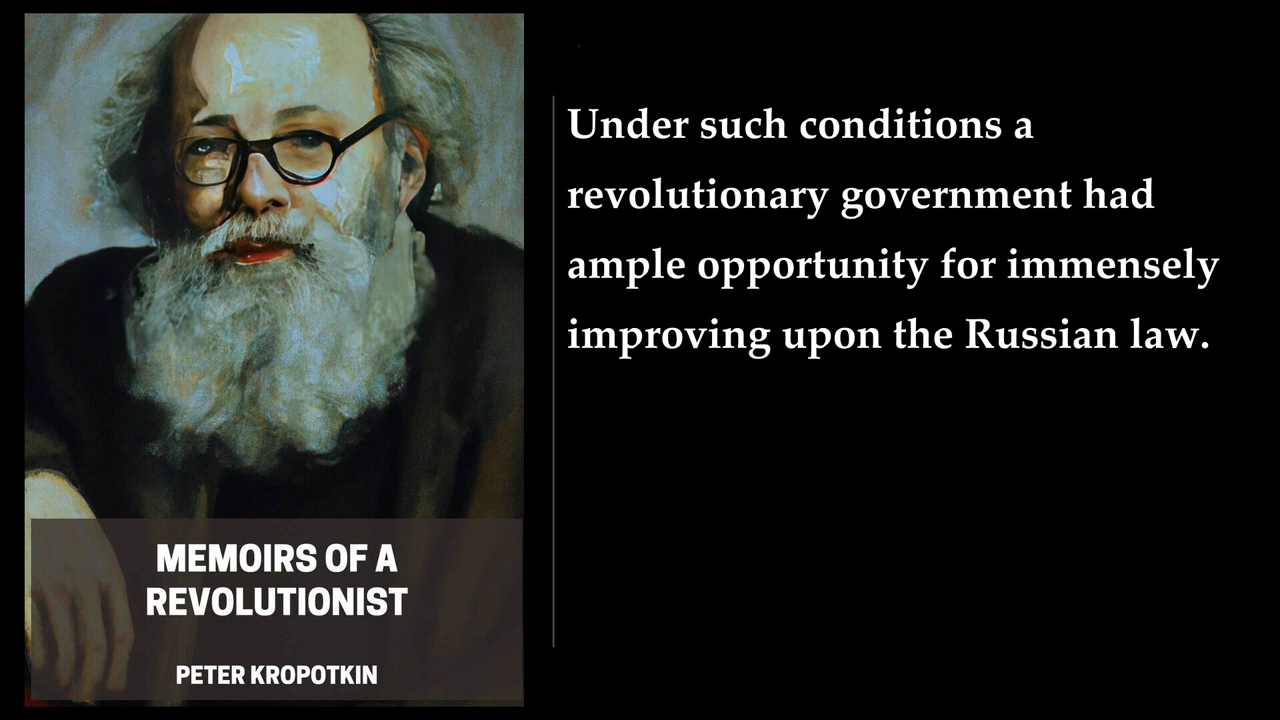 Under such conditions a
revolutionary government had
ample opportunity for immensely
improving upon the Russian law.
MEMOIRS OF A
REVOLUTIONIST
PETER KROPOTKIN